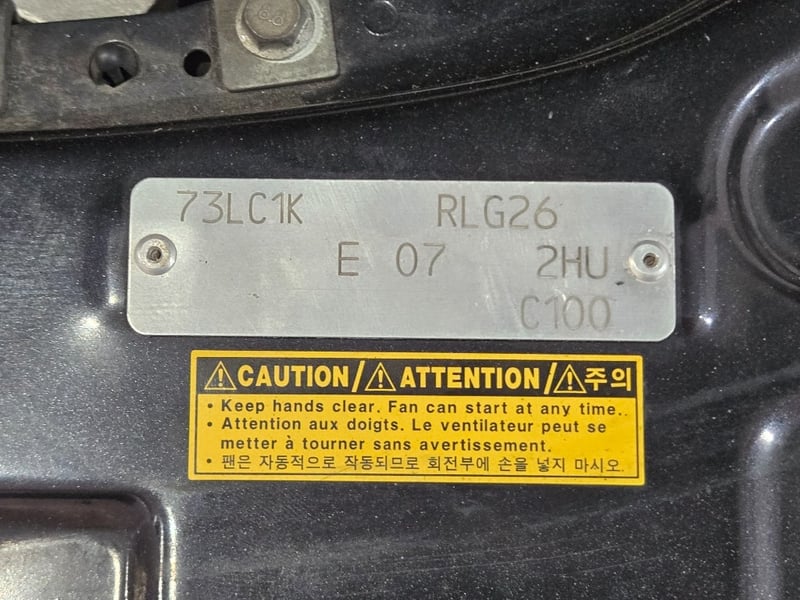 6.8
73LC1K RLG26
E 07 2HU
C100
CAUTION/ATTENTION/주의
• Keep hands clear. Fan can start at any time..
• Attention aux doigts. Le ventilateur peut se
metter à tourner sans avertissement.
• 팬은 자동적으로 작동되므로 회전부에 손을 넣지 마시오.